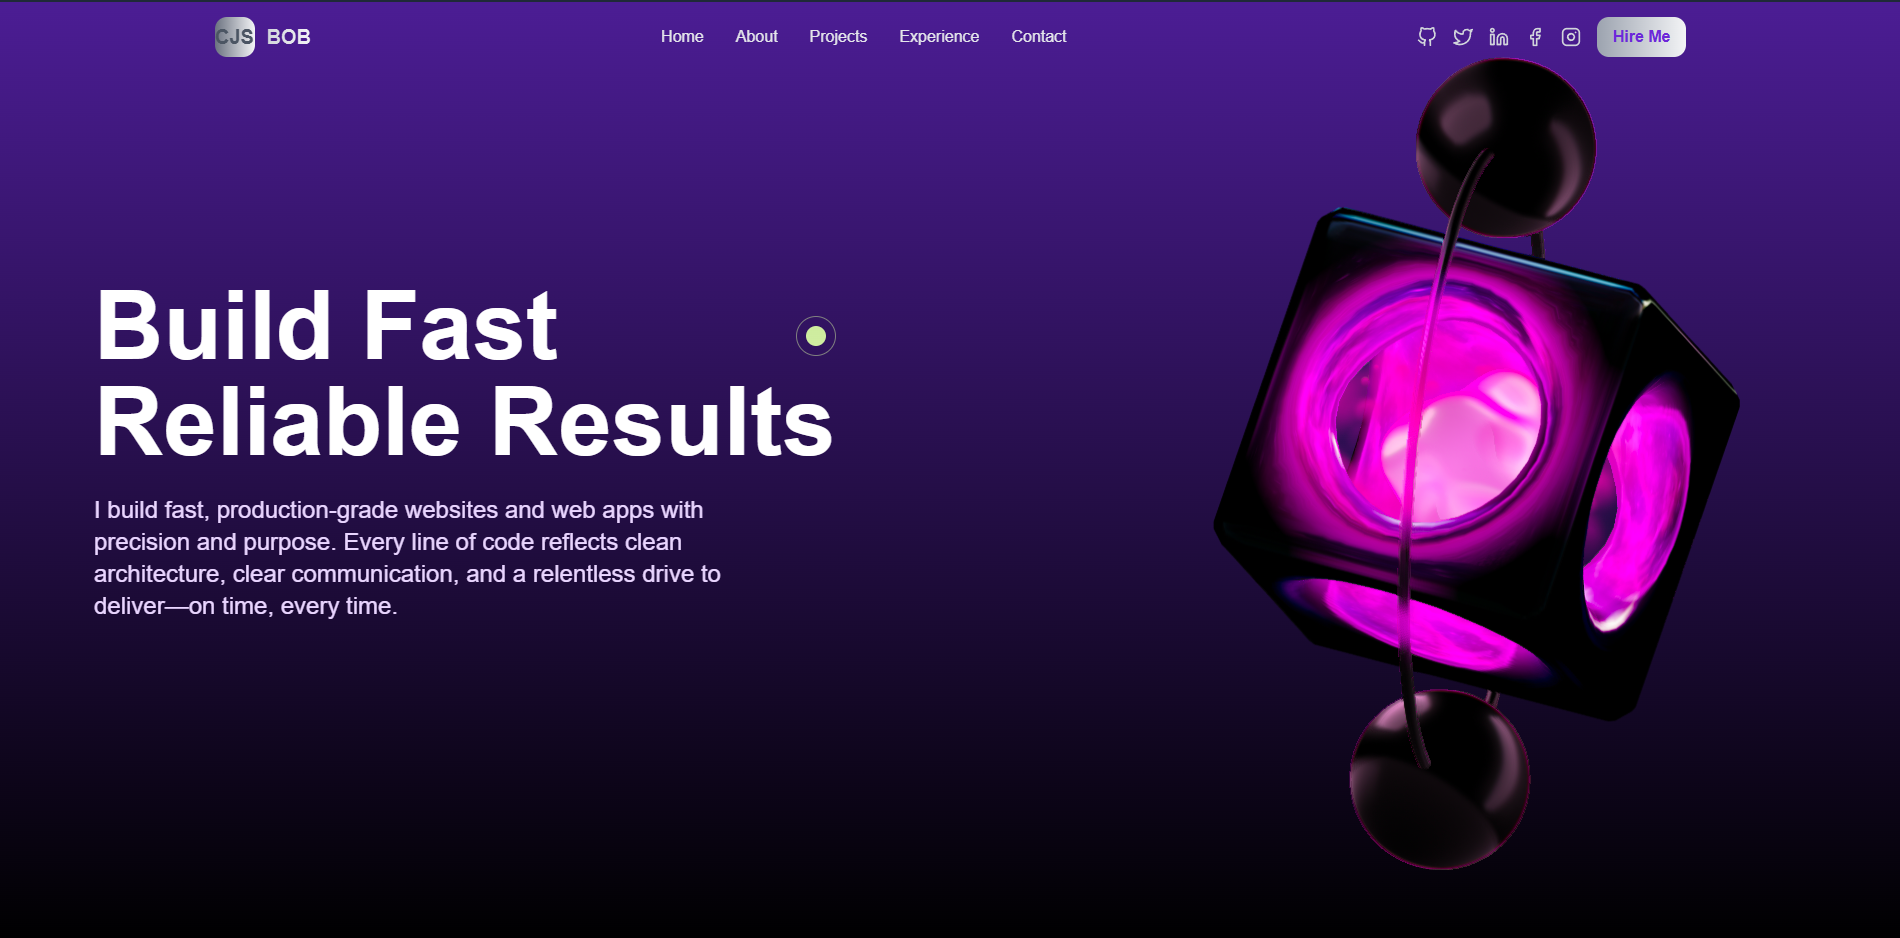 CJS BOB
Home About Projects Experience Contact
Hire Me
Build Fast
Reliable Results
I build fast, production-grade websites and web apps with
precision and purpose. Every line of code reflects clean
architecture, clear communication, and a relentless drive to
deliver—on time, every time.